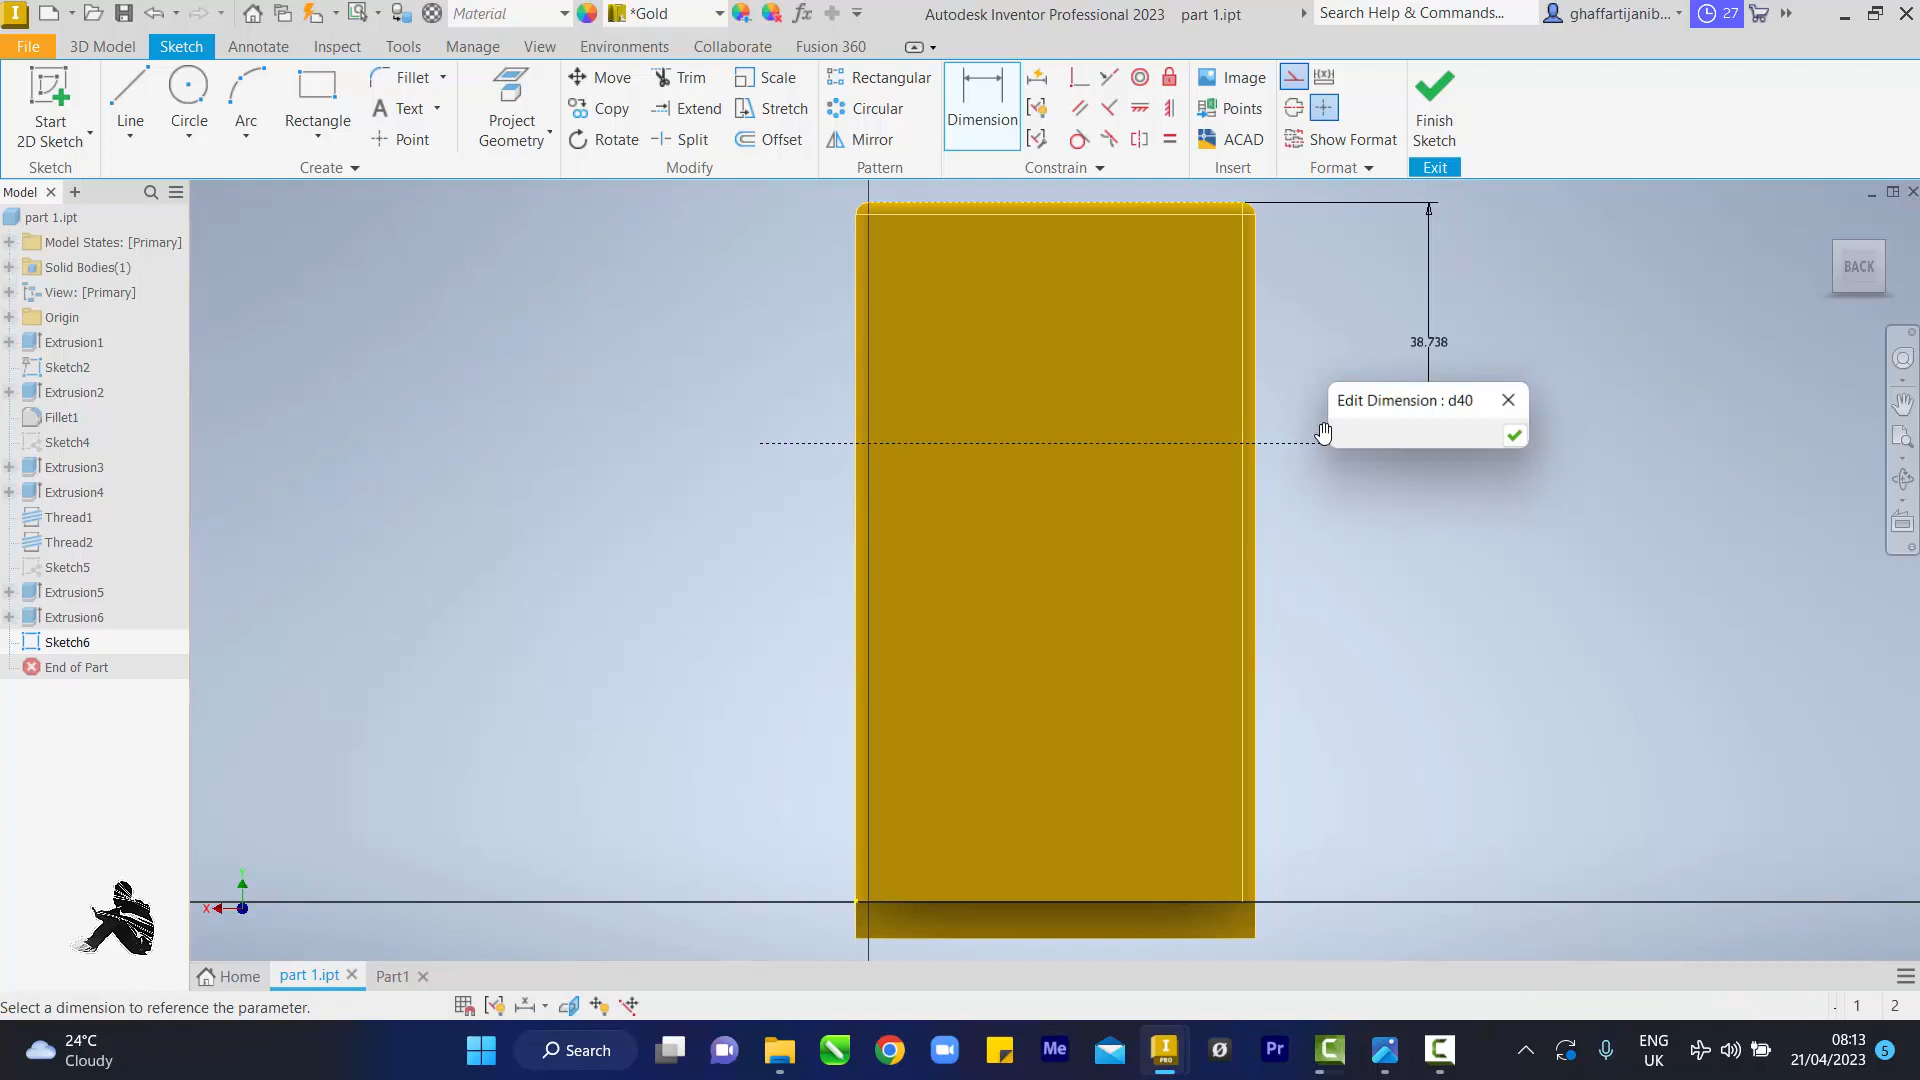 Material
*Gold
Autodesk Inventor Professional 2023 part 1.ipt
Search Help & Commands...
ghaffartijanib...
27
File 3D Model Sketch Annotate Inspect Tools Manage View Environments Collaborate Fusion 360
Start
2D Sketch
Line
Circle
Arc
Rectangle
Fillet
Text
Point
Project
Geometry
Move
Copy
Rotate
Trim
Extend
Split
Scale
Stretch
Offset
Rectangular
Circular
Mirror
Dimension
Image
Points
ACAD
Show Format
Finish
Sketch
Sketch Create Modify Pattern Constrain Insert Format Exit
Model
part 1.ipt
Model States: [Primary]
Solid Bodies(1)
View: [Primary]
Origin
Extrusion1
Sketch2
Extrusion2
Fillet1
Sketch4
Extrusion3
Extrusion4
Thread1
Thread2
Sketch5
Extrusion5
Extrusion6
Sketch6
End of Part
BACK
38.738
Edit Dimension : d40
Y
X
Home part 1.ipt Part1
Select a dimension to reference the parameter.
1 2
24°C
Cloudy
Search
Me
I
PRO
Pr
ENG
UK
08:13
21/04/2023
5